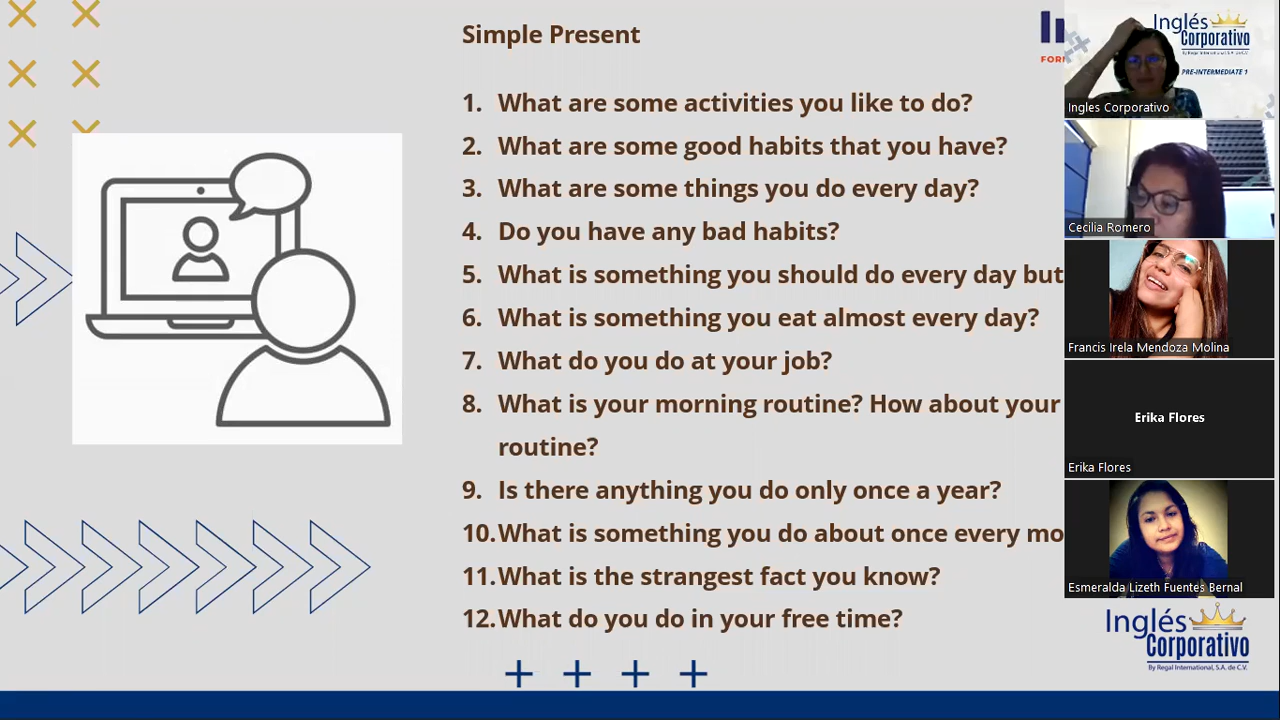 Simple Present
1. What are some activities you like to do?
2. What are some good habits that you have?
3. What are some things you do every day?
4. Do you have any bad habits?
5. What is something you should do every day but
6. What is something you eat almost every day?
7. What do you do at your job?
8. What is your morning routine? How about your
routine?
9. Is there anything you do only once a year?
10. What is something you do about once every mo
11. What is the strangest fact you know?
12. What do you do in your free time?
In
FOR
Inglés
Corporativo
By Regal International, S.A. de C.V.
PRE-INTERMEDIATE 1
Ingles Corporativo
Cecilia Romero
Francis Irela Mendoza Molina
Erika Flores
Erika Flores
Esmeralda Lizeth Fuentes Bernal
Inglés
Corporativo
By Regal International, S.A. de C.V.